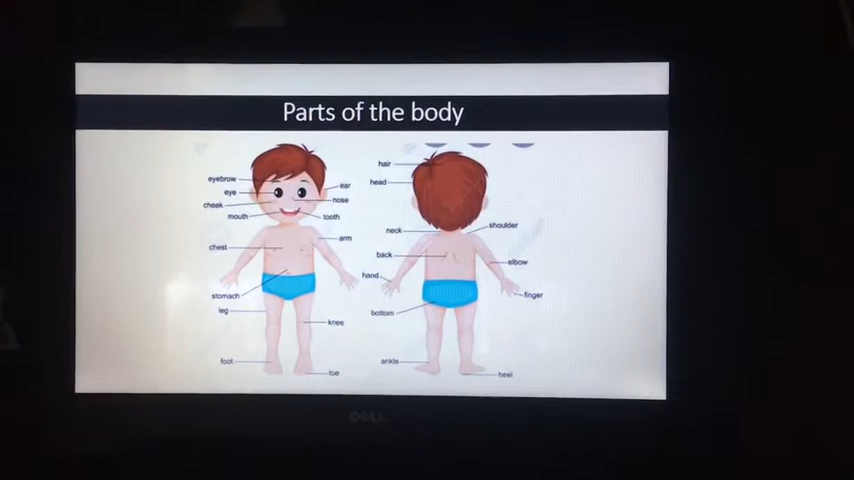 Parts of the body
eyebrow
eye
cheek
mouth
ear
nose
tooth
arm
chest
stomach
leg
knee
foot
toe
hair
head
neck
shoulder
back
elbow
hand
finger
bottom
ankle
heel
DELL